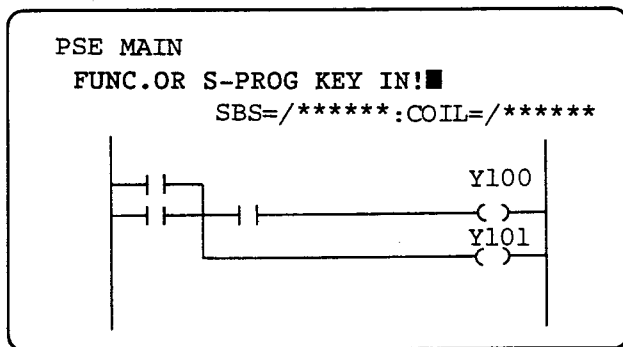 PSE MAIN
FUNC.OR S-PROG KEY IN!
SBS=/******:COIL=/******
Y100
Y101